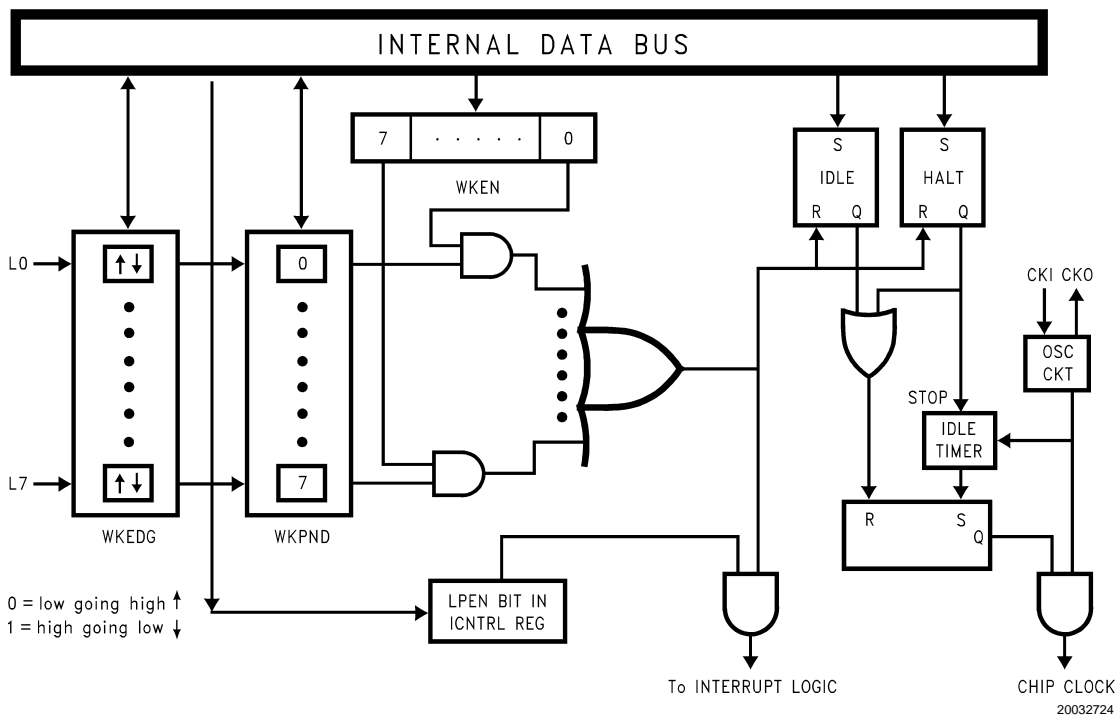 INTERNAL DATA BUS
7 · · · · · 0
WKEN
S
IDLE
R Q
S
HALT
R Q
L0
0
CKI CKO
OSC
CKT
STOP
IDLE
TIMER
L7
7
WKEDG
WKPND
R S
Q
0 = low going high ↑
1 = high going low ↓
LPEN BIT IN
ICNTRL REG
To INTERRUPT LOGIC
CHIP CLOCK
20032724